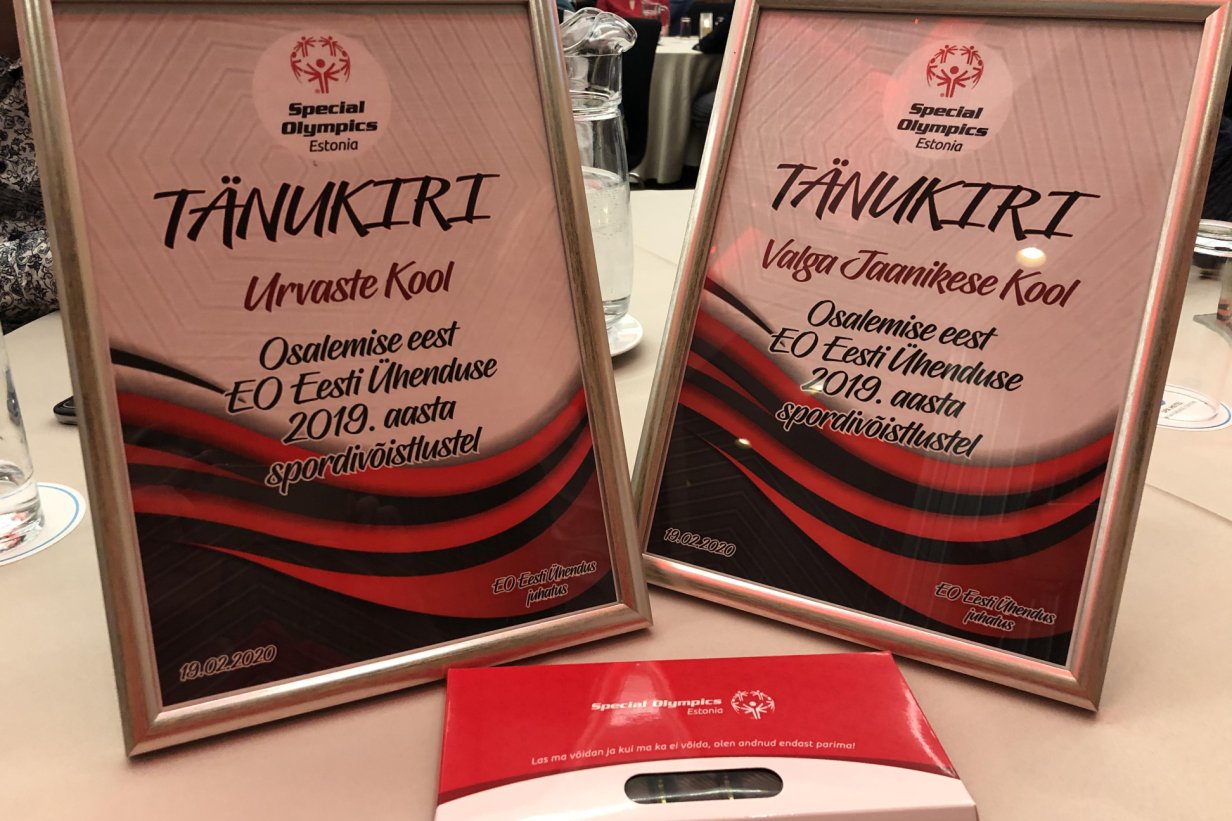 Special
Olympics
Estonia
TÄNUKIRI
Urvaste Kool
Osalemise eest
EO Eesti Ühenduse
2019. aasta
spordivõistlustel
EO Eesti Ühendus
juhatus
19.02.2020
Special
Olympics
Estonia
TÄNUKIRI
Valga Jaanikese Kool
Osalemise eest
EO Eesti Ühenduse
2019. aasta
spordivõistlustel
19.02.2020
EO Eesti Ühendus
juhatus
Special Olympics
Estonia
Las ma võidan ja kui ma ka ei võida, olen andnud endast parima!